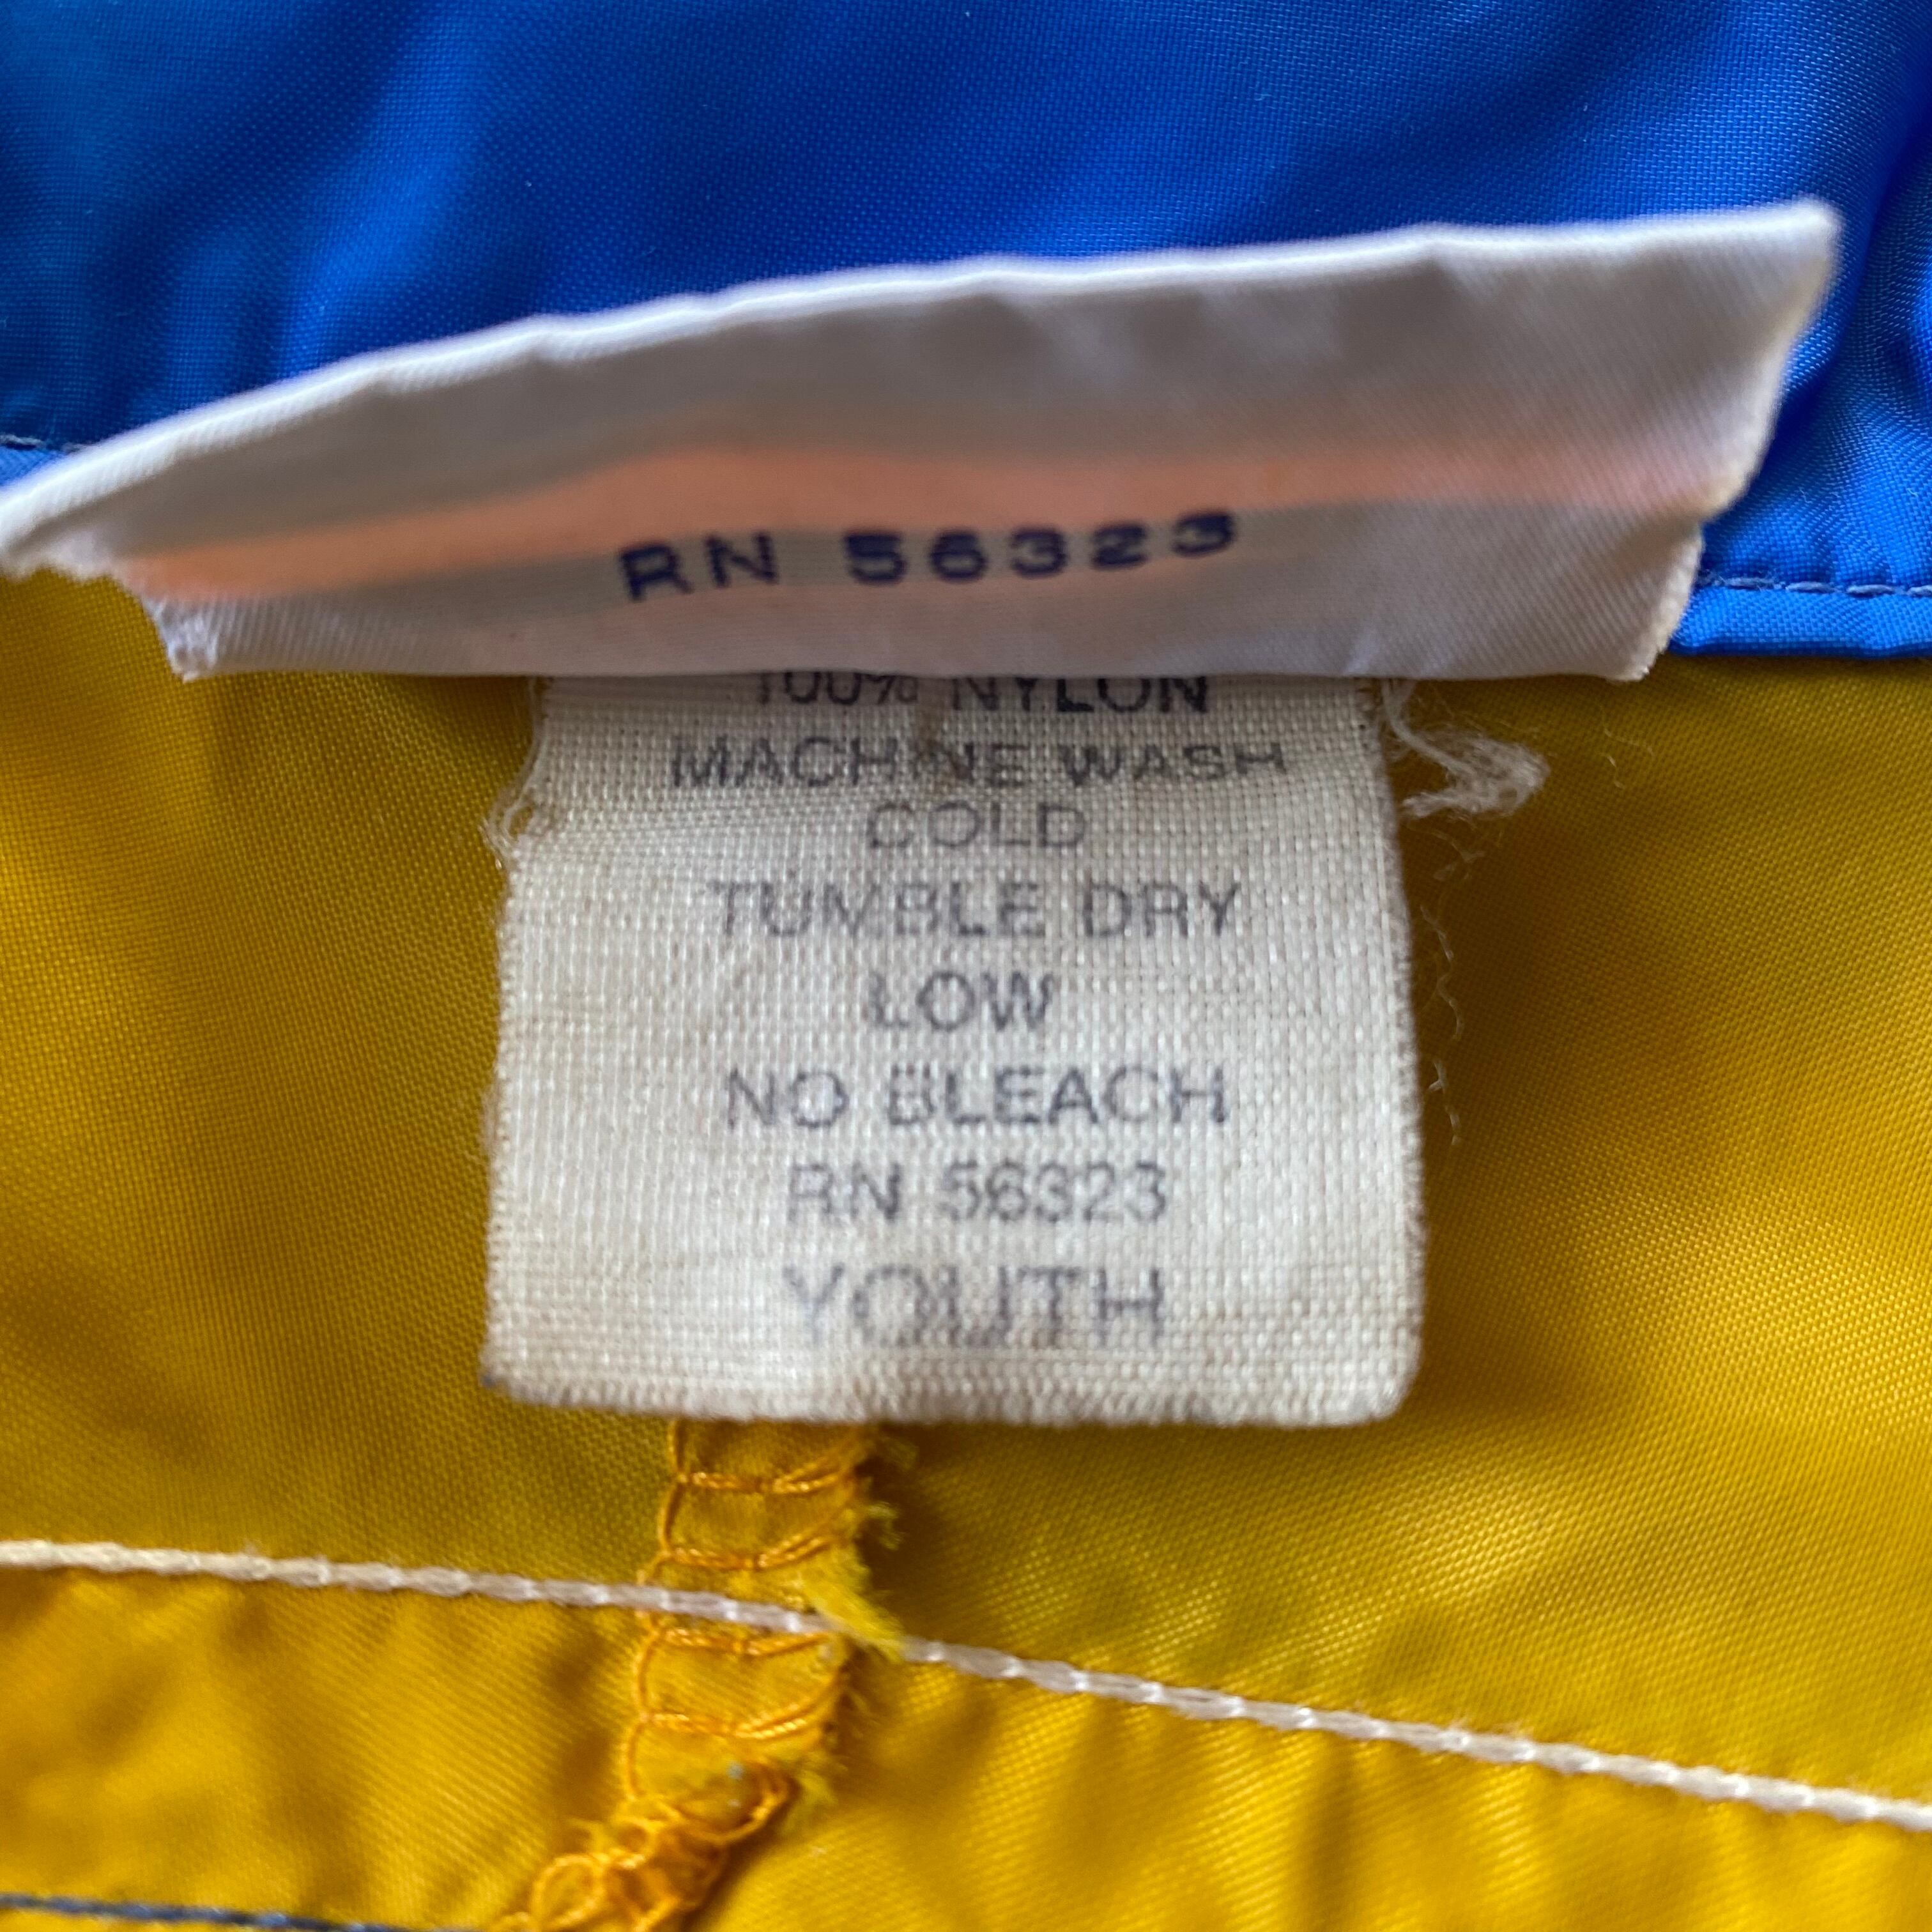 RN 56323
100% NYLON
MACHINE WASH
COLD
TUMBLE DRY
LOW
NO BLEACH
RN 56323
YOUTH